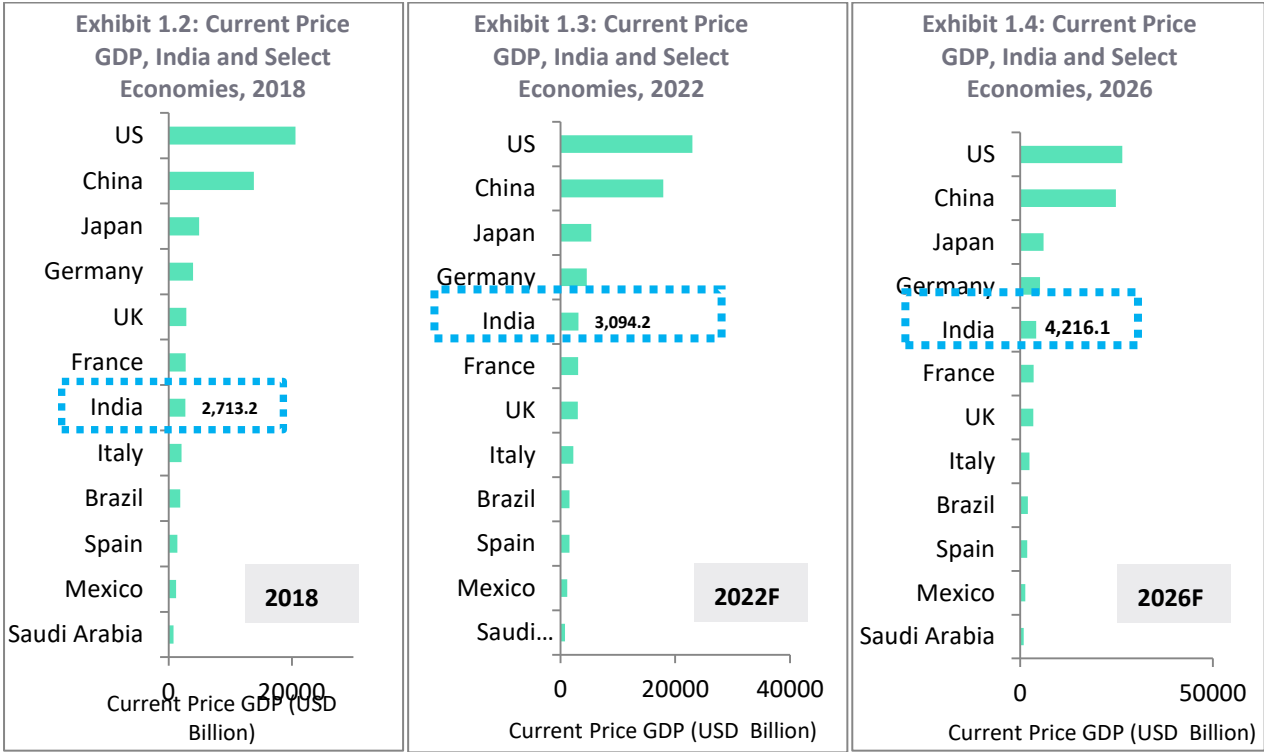 Exhibit 1.2: Current Price
GDP, India and Select
Economies, 2018
US
China
Japan
Germany
UK
France
India
2,713.2
Italy
Brazil
Spain
Mexico
Saudi Arabia
2018
0
20000
Current Price GDP (USD
Billion)
Exhibit 1.3: Current Price
GDP, India and Select
Economies, 2022
US
China
Japan
Germany
India
3,094.2
France
UK
Italy
Brazil
Spain
Mexico
Saudi...
2022F
0
20000
40000
Current Price GDP (USD Billion)
Exhibit 1.4: Current Price
GDP, India and Select
Economies, 2026
US
China
Japan
Germany
India
4,216.1
France
UK
Italy
Brazil
Spain
Mexico
Saudi Arabia
2026F
0
50000
Current Price GDP (USD Billion)